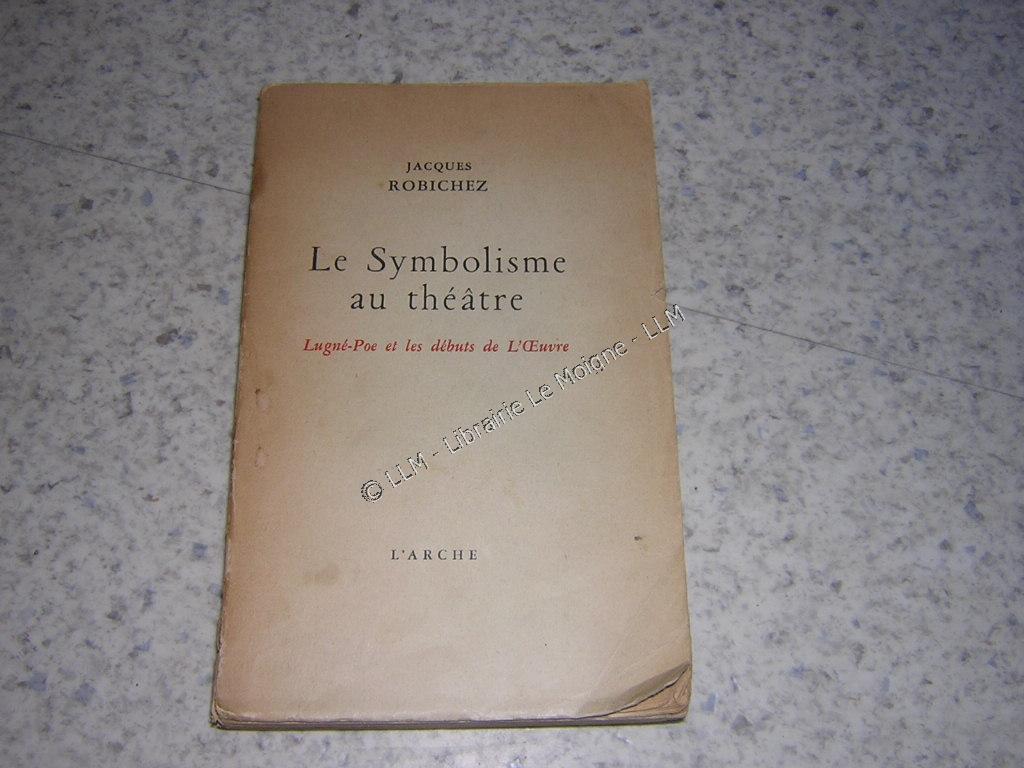 JACQUES
ROBICHEZ
Le Symbolisme
au théâtre
Lugné-Poe et les débuts de L'Œuvre
© LLM - Librairie Le Moigne - LLM
L'ARCHE